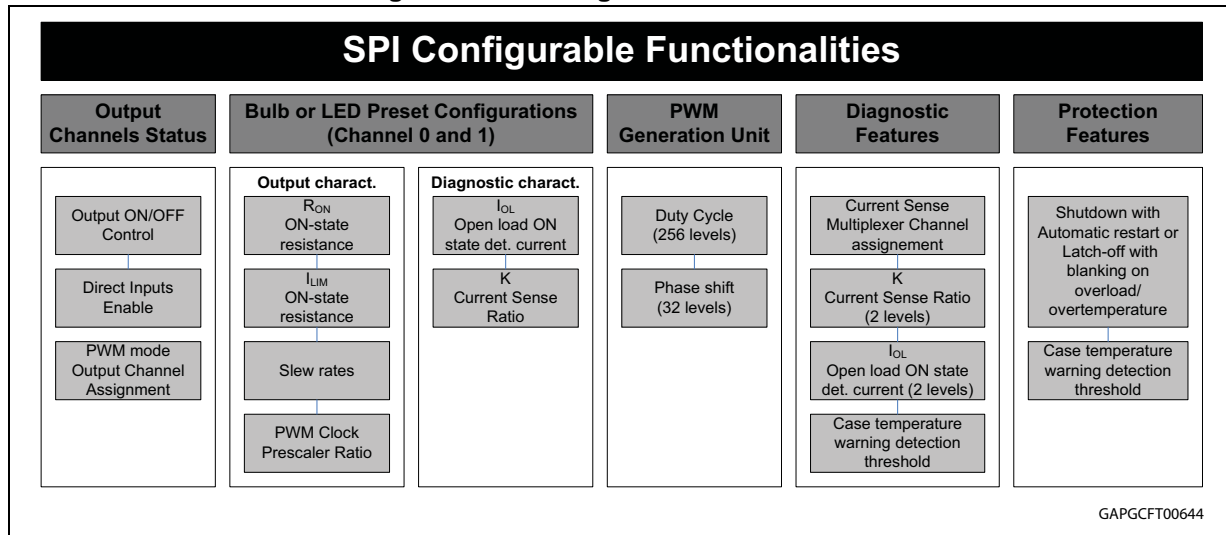 SPI Configurable Functionalities
Output
Channels Status
Output ON/OFF
Control
Direct Inputs
Enable
PWM mode
Output Channel
Assignment
Bulb or LED Preset Configurations
(Channel 0 and 1)
Output charact.
RON
ON-state
resistance
ILIM
ON-state
resistance
Slew rates
PWM Clock
Prescaler Ratio
Diagnostic charact.
IOL
Open load ON
state det. current
K
Current Sense
Ratio
PWM
Generation Unit
Duty Cycle
(256 levels)
Phase shift
(32 levels)
Diagnostic
Features
Current Sense
Multiplexer Channel
assignement
K
Current Sense Ratio
(2 levels)
IOL
Open load ON state
det. current (2 levels)
Case temperature
warning detection
threshold
Protection
Features
Shutdown with
Automatic restart or
Latch-off with
blanking on
overload/
overtemperature
Case temperature
warning detection
threshold
GAPGCFT00644